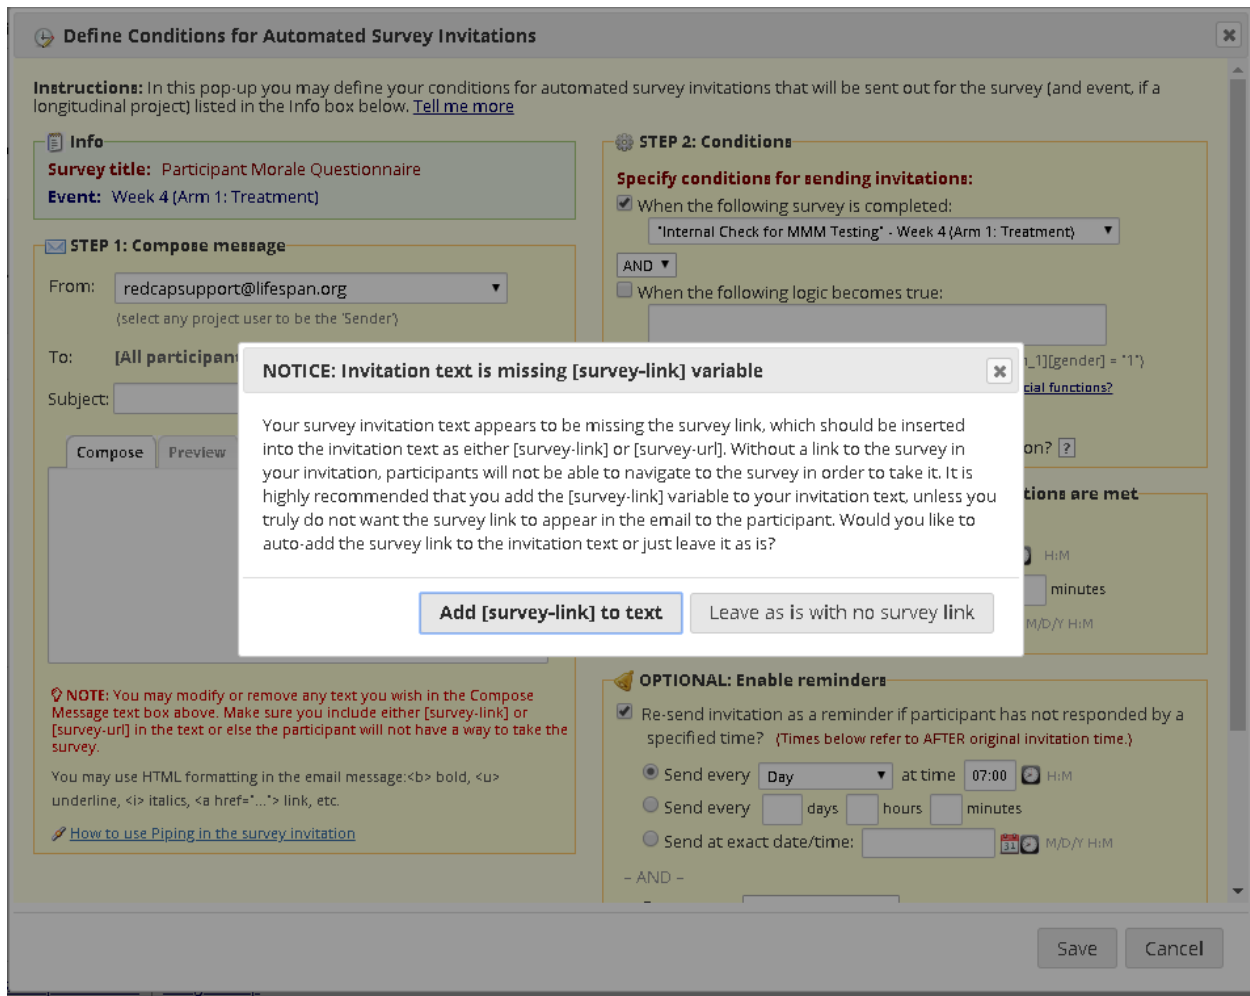 Define Conditions for Automated Survey Invitations
Instructions: In this pop-up you may define your conditions for automated survey invitations that will be sent out for the survey (and event, if a
longitudinal project) listed in the Info box below. Tell me more
Info
Survey title: Participant Morale Questionnaire
Event: Week 4 (Arm 1: Treatment)
STEP 1: Compose message
From: redcapsupport@lifespan.org
(select any project user to be the 'Sender')
To: [All participan
Subject:
Compose Preview
NOTE: You may modify or remove any text you wish in the Compose
Message text box above. Make sure you include either [survey-link] or
[survey-url] in the text or else the participant will not have a way to take the
survey.
You may use HTML formatting in the email message:<b> bold, <u>
underline, <i> italics, <a href="..."> link, etc.
How to use Piping in the survey invitation
STEP 2: Conditions
Specify conditions for sending invitations:
When the following survey is completed:
"Internal Check for MMM Testing" - Week 4 (Arm 1: Treatment)
AND
When the following logic becomes true:
_1][gender] = "1")
cial functions?
on? ?
tions are met
H:M
minutes
M/D/Y H:M
NOTICE: Invitation text is missing [survey-link] variable
Your survey invitation text appears to be missing the survey link, which should be inserted
into the invitation text as either [survey-link] or [survey-url]. Without a link to the survey in
your invitation, participants will not be able to navigate to the survey in order to take it. It is
highly recommended that you add the [survey-link] variable to your invitation text, unless you
truly do not want the survey link to appear in the email to the participant. Would you like to
auto-add the survey link to the invitation text or just leave it as is?
Add [survey-link] to text
Leave as is with no survey link
OPTIONAL: Enable reminders
Re-send invitation as a reminder if participant has not responded by a
specified time? (Times below refer to AFTER original invitation time.)
Send every Day at time 07:00 H:M
Send every days hours minutes
Send at exact date/time: 31 M/D/Y H:M
– AND –
Save
Cancel